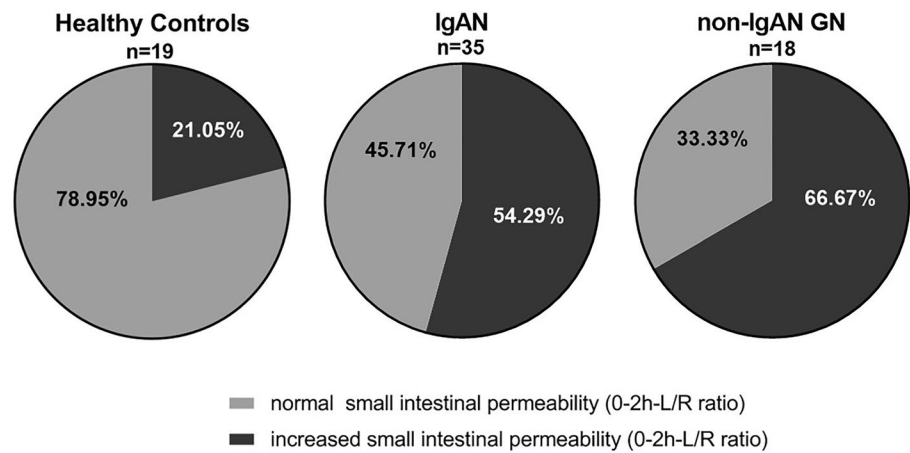 Healthy Controls
n=19
21.05%
78.95%
IgAN
n=35
45.71%
54.29%
non-IgAN GN
n=18
33.33%
66.67%
normal small intestinal permeability (0-2h-L/R ratio)
increased small intestinal permeability (0-2h-L/R ratio)